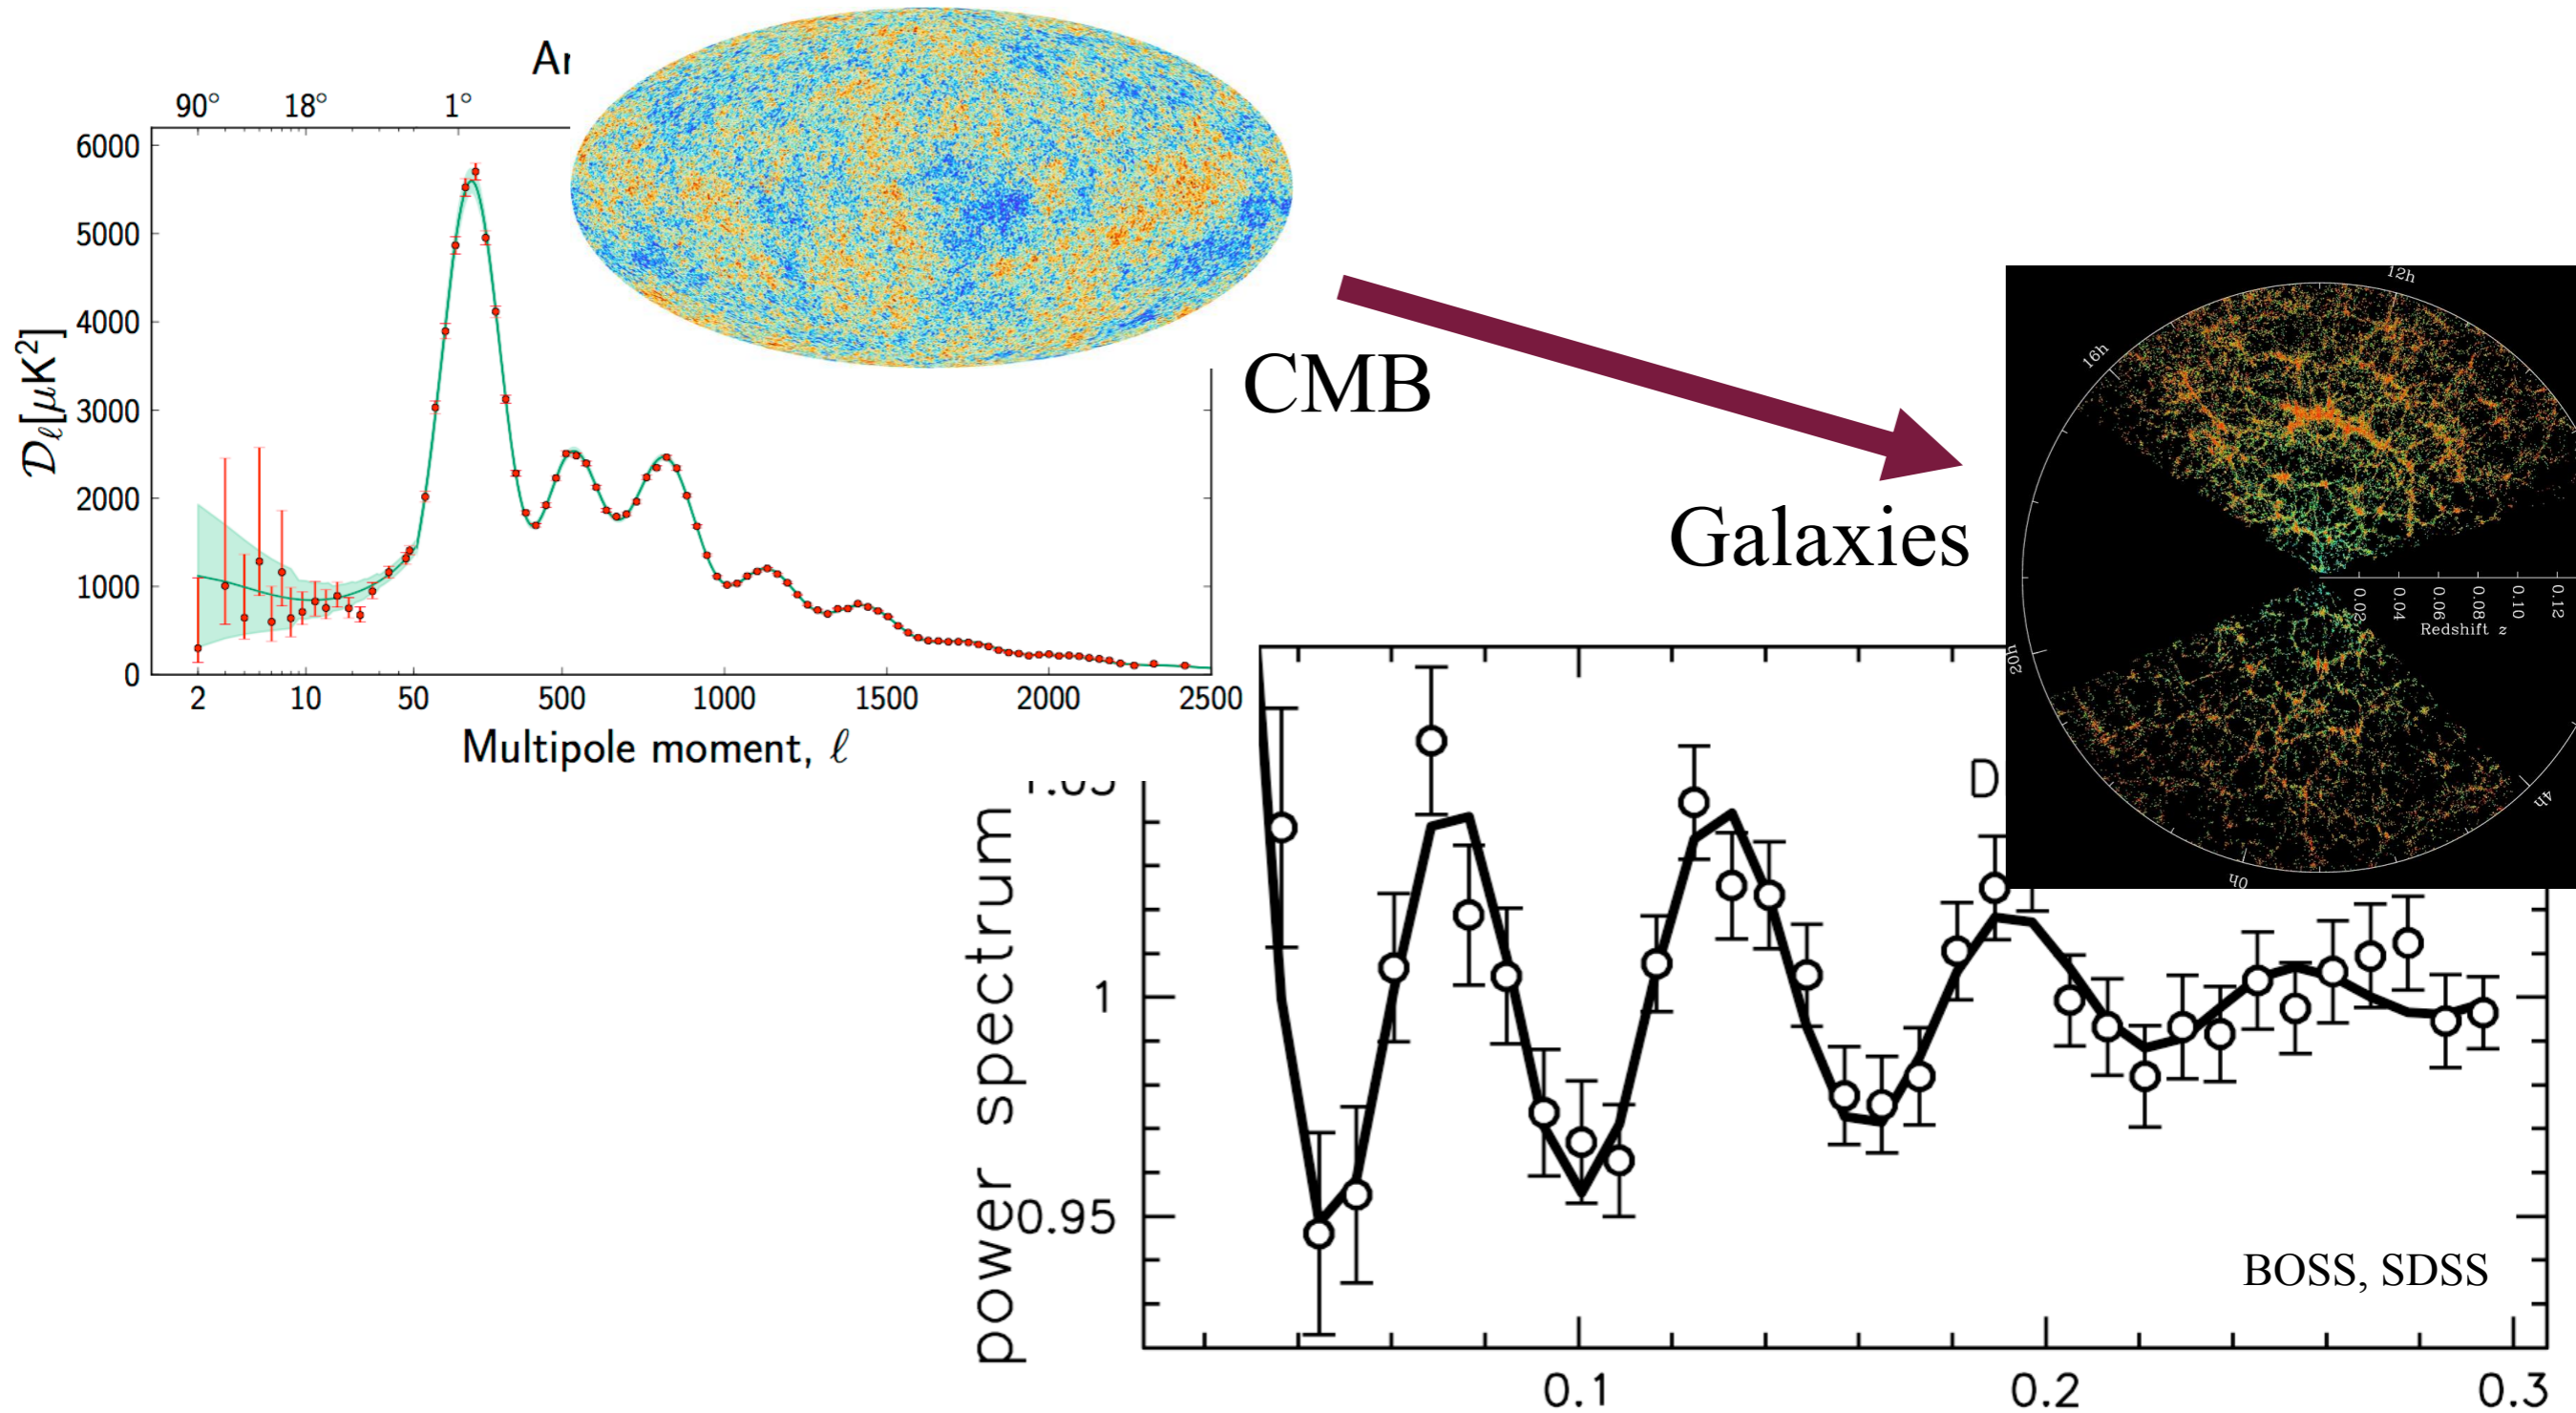 90° 18° 1°
6000
5000
4000
3000
2000
1000
0
𝒟ℓ[μK²]
2 10 50 500 1000 1500 2000 2500
Multipole moment, ℓ
CMB
Galaxies
12h
16h
20h
0h
4h
0.02 0.04 0.06 0.08 0.10 0.12
Redshift z
power spectrum
1
0.95
BOSS, SDSS
0.1 0.2 0.3